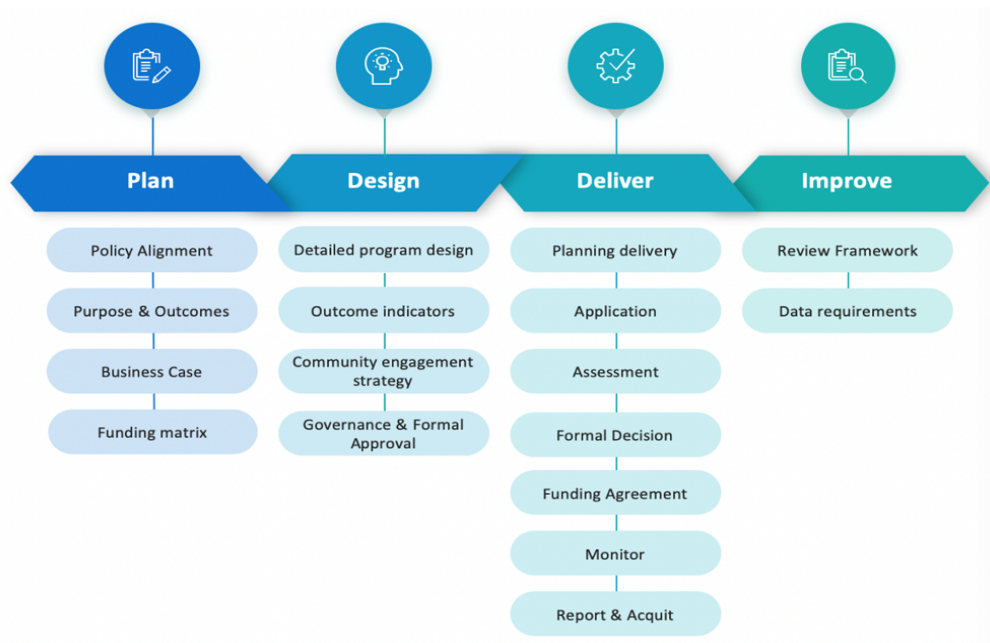 Plan
Policy Alignment
Purpose & Outcomes
Business Case
Funding matrix
Design
Detailed program design
Outcome indicators
Community engagement
strategy
Governance & Formal
Approval
Deliver
Planning delivery
Application
Assessment
Formal Decision
Funding Agreement
Monitor
Report & Acquit
Improve
Review Framework
Data requirements